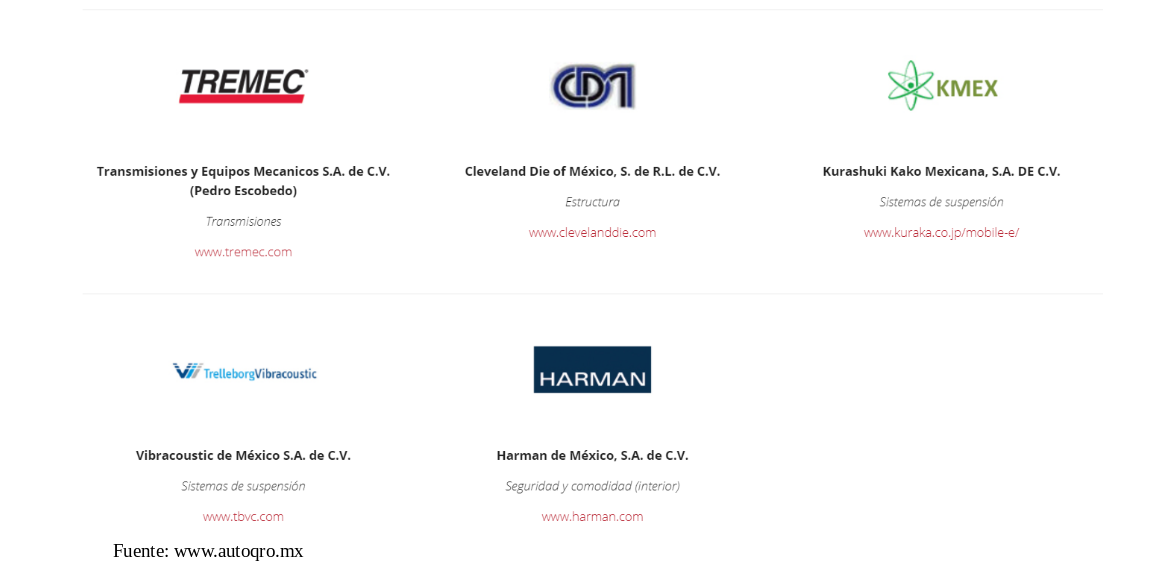 TREMEC
CDM
KMEX
Transmisiones y Equipos Mecanicos S.A. de C.V.
(Pedro Escobedo)
Transmisiones
www.tremec.com
Cleveland Die of México, S. de R.L. de C.V.
Estructura
www.clevelanddie.com
Kurashuki Kako Mexicana, S.A. DE C.V.
Sistemas de suspensión
www.kuraka.co.jp/mobile-e/
TrelleborgVibracoustic
HARMAN
Vibracoustic de México S.A. de C.V.
Sistemas de suspensión
www.tbvc.com
Harman de México, S.A. de C.V.
Seguridad y comodidad (interior)
www.harman.com
Fuente: www.autoqro.mx